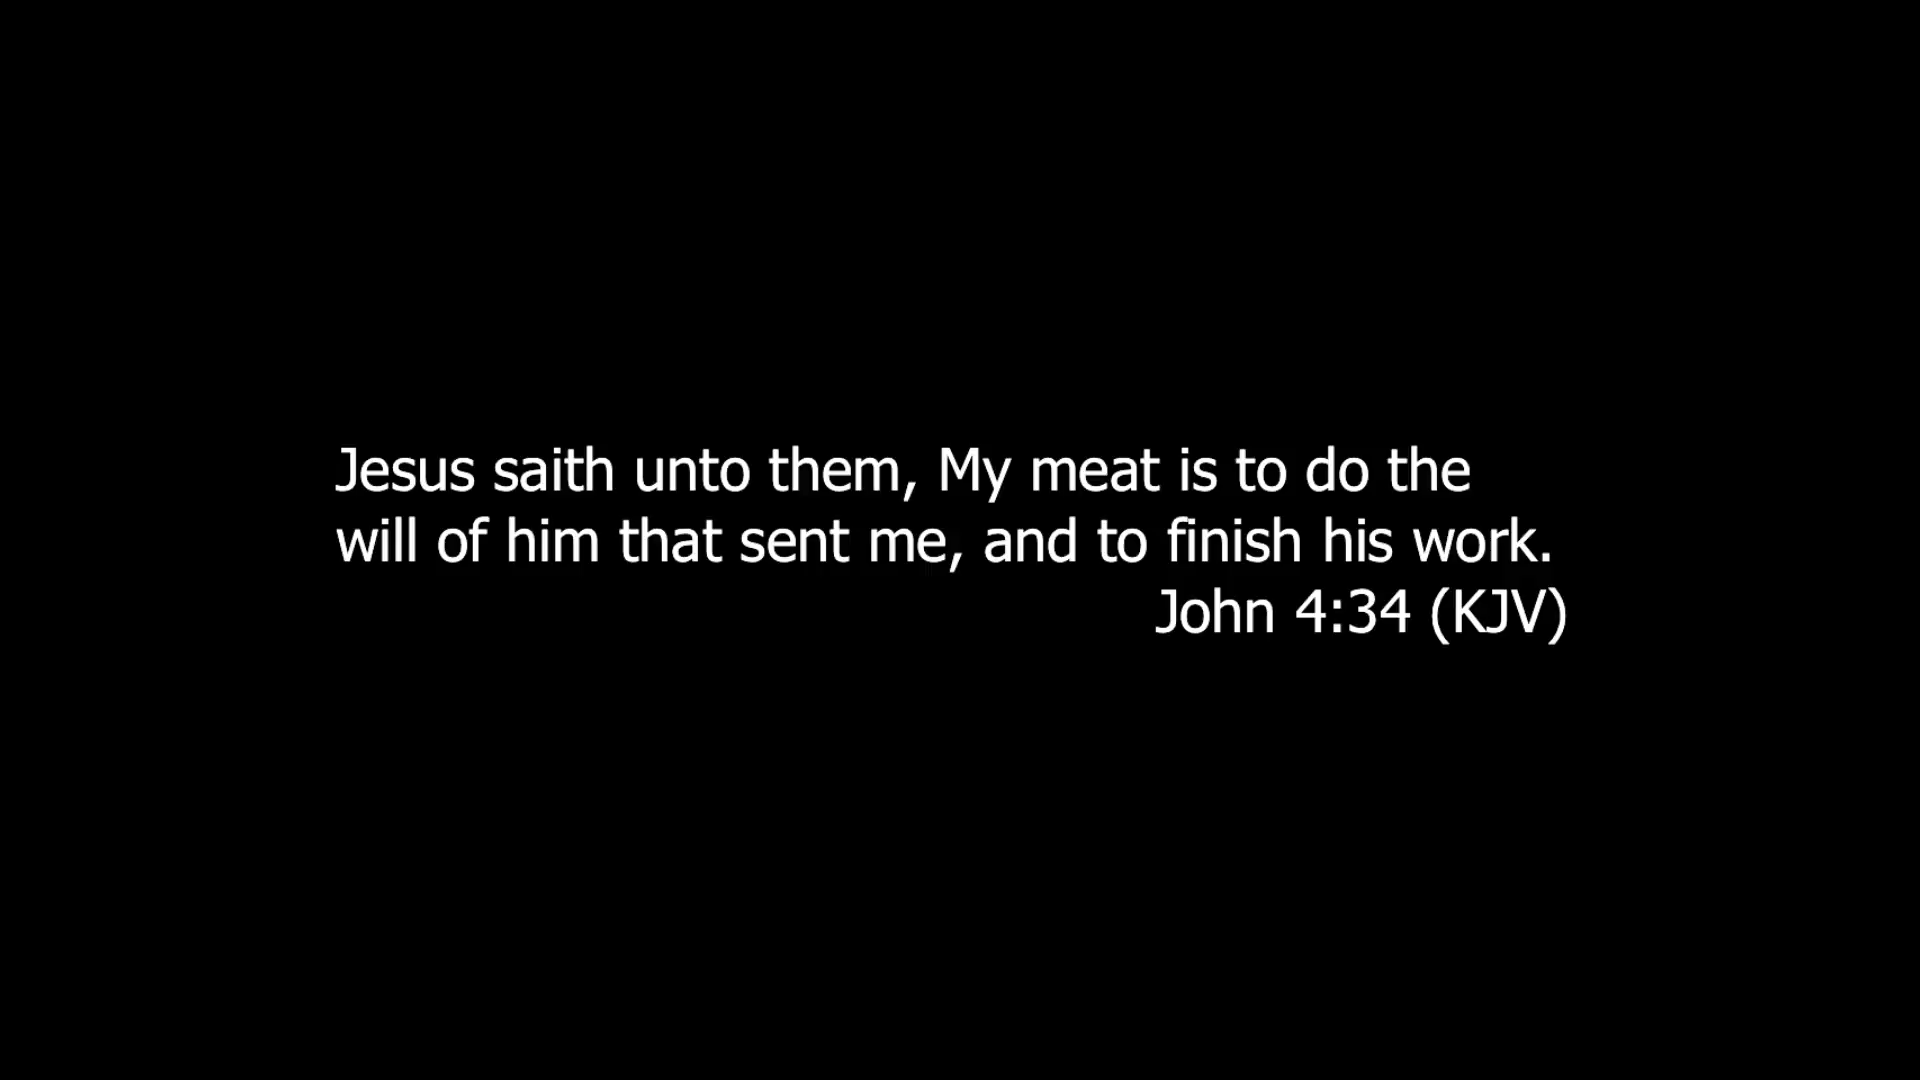 Jesus saith unto them, My meat is to do the
will of him that sent me, and to finish his work.
John 4:34 (KJV)